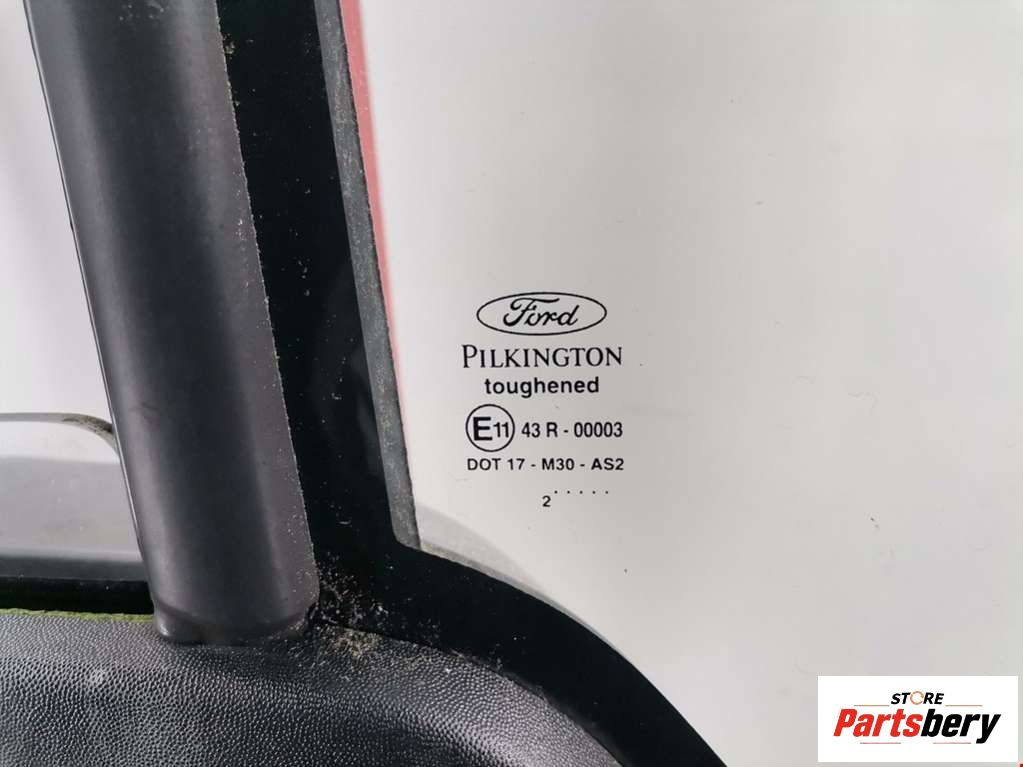 Ford
PILKINGTON
toughened
E11 43 R - 00003
DOT 17 - M30 - AS2
2 . . . . .
STORE
Partsbery